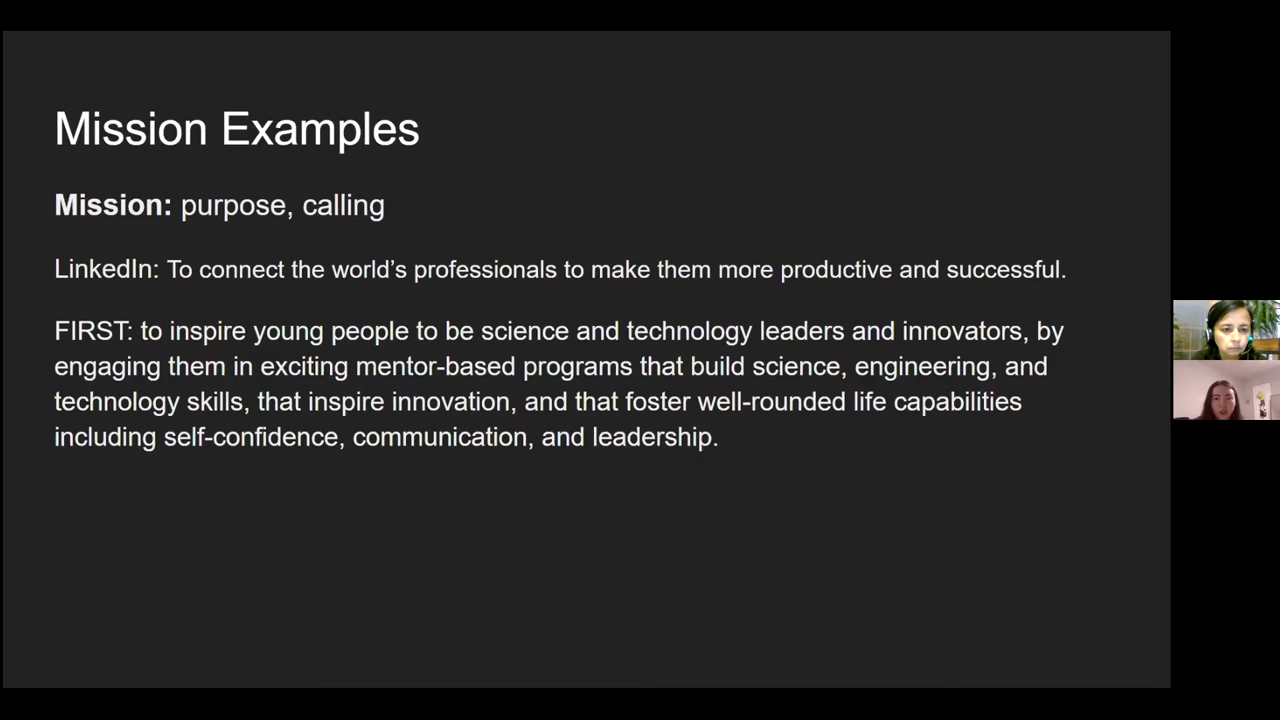 Mission Examples
Mission: purpose, calling
LinkedIn: To connect the world’s professionals to make them more productive and successful.
FIRST: to inspire young people to be science and technology leaders and innovators, by
engaging them in exciting mentor-based programs that build science, engineering, and
technology skills, that inspire innovation, and that foster well-rounded life capabilities
including self-confidence, communication, and leadership.